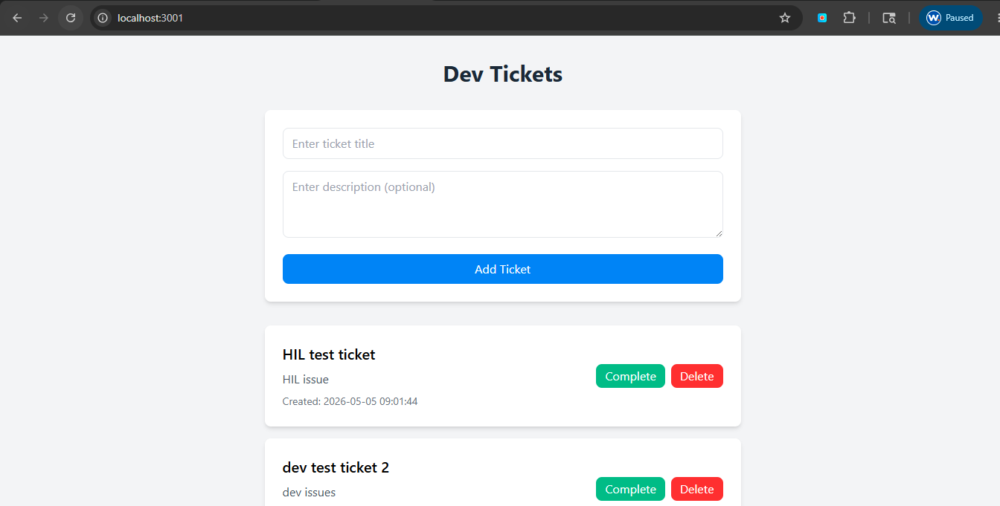 localhost:3001
W Paused
Dev Tickets
Enter ticket title
Enter description (optional)
Add Ticket
HIL test ticket
HIL issue
Created: 2026-05-05 09:01:44
Complete
Delete
dev test ticket 2
dev issues
Complete
Delete